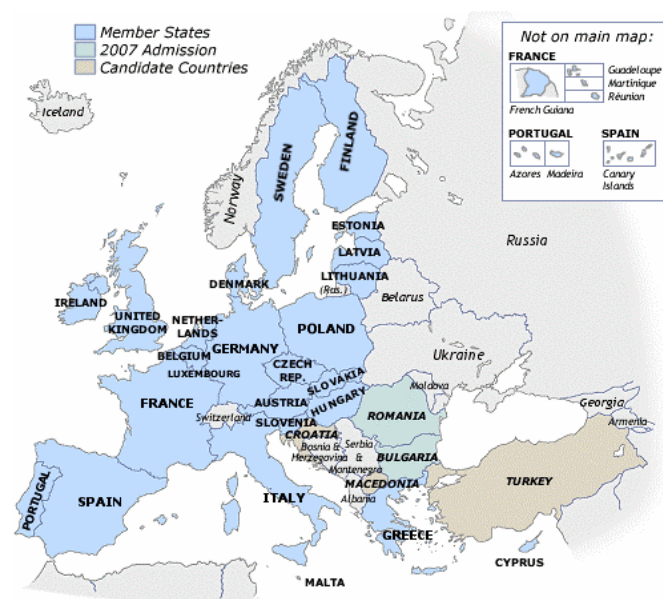 Member States
2007 Admission
Candidate Countries
Not on main map:
FRANCE
Guadeloupe
Martinique
Réunion
French Guiana
PORTUGAL
SPAIN
Azores
Madeira
Canary
Islands
Iceland
Norway
SWEDEN
FINLAND
Russia
ESTONIA
LATVIA
LITHUANIA
(Rus.)
DENMARK
Belarus
IRELAND
UNITED
KINGDOM
NETHER-
LANDS
BELGIUM
GERMANY
POLAND
LUXEMBOURG
CZECH
REP.
SLOVAKIA
Ukraine
FRANCE
Switzerland
AUSTRIA
HUNGARY
Moldova
SLOVENIA
CROATIA
ROMANIA
Georgia
Armenia
Bosnia &
Herzegovina
Serbia
&
Montenegro
BULGARIA
MACEDONIA
Albania
PORTUGAL
SPAIN
ITALY
TURKEY
GREECE
CYPRUS
MALTA